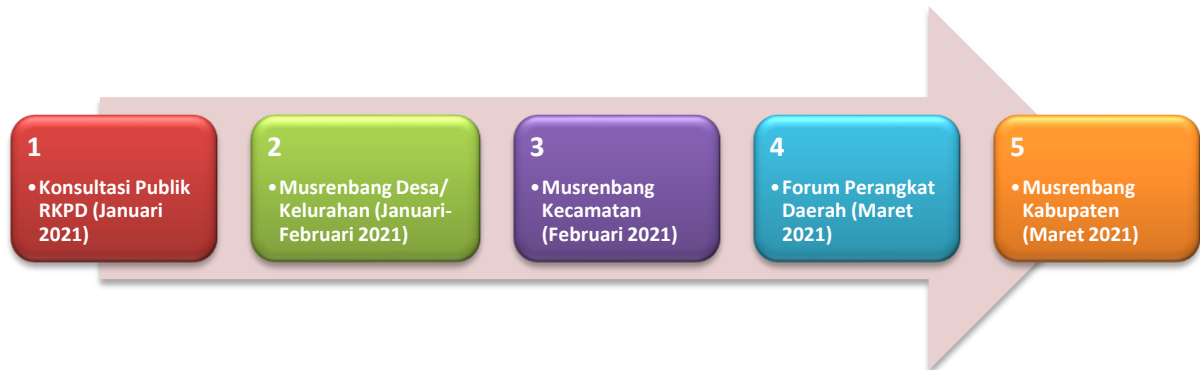 1
•Konsultasi Publik
RKPD (Januari
2021)
2
•Musrenbang Desa/
Kelurahan (Januari-
Februari 2021)
3
•Musrenbang
Kecamatan
(Februari 2021)
4
•Forum Perangkat
Daerah (Maret
2021)
5
•Musrenbang
Kabupaten
(Maret 2021)